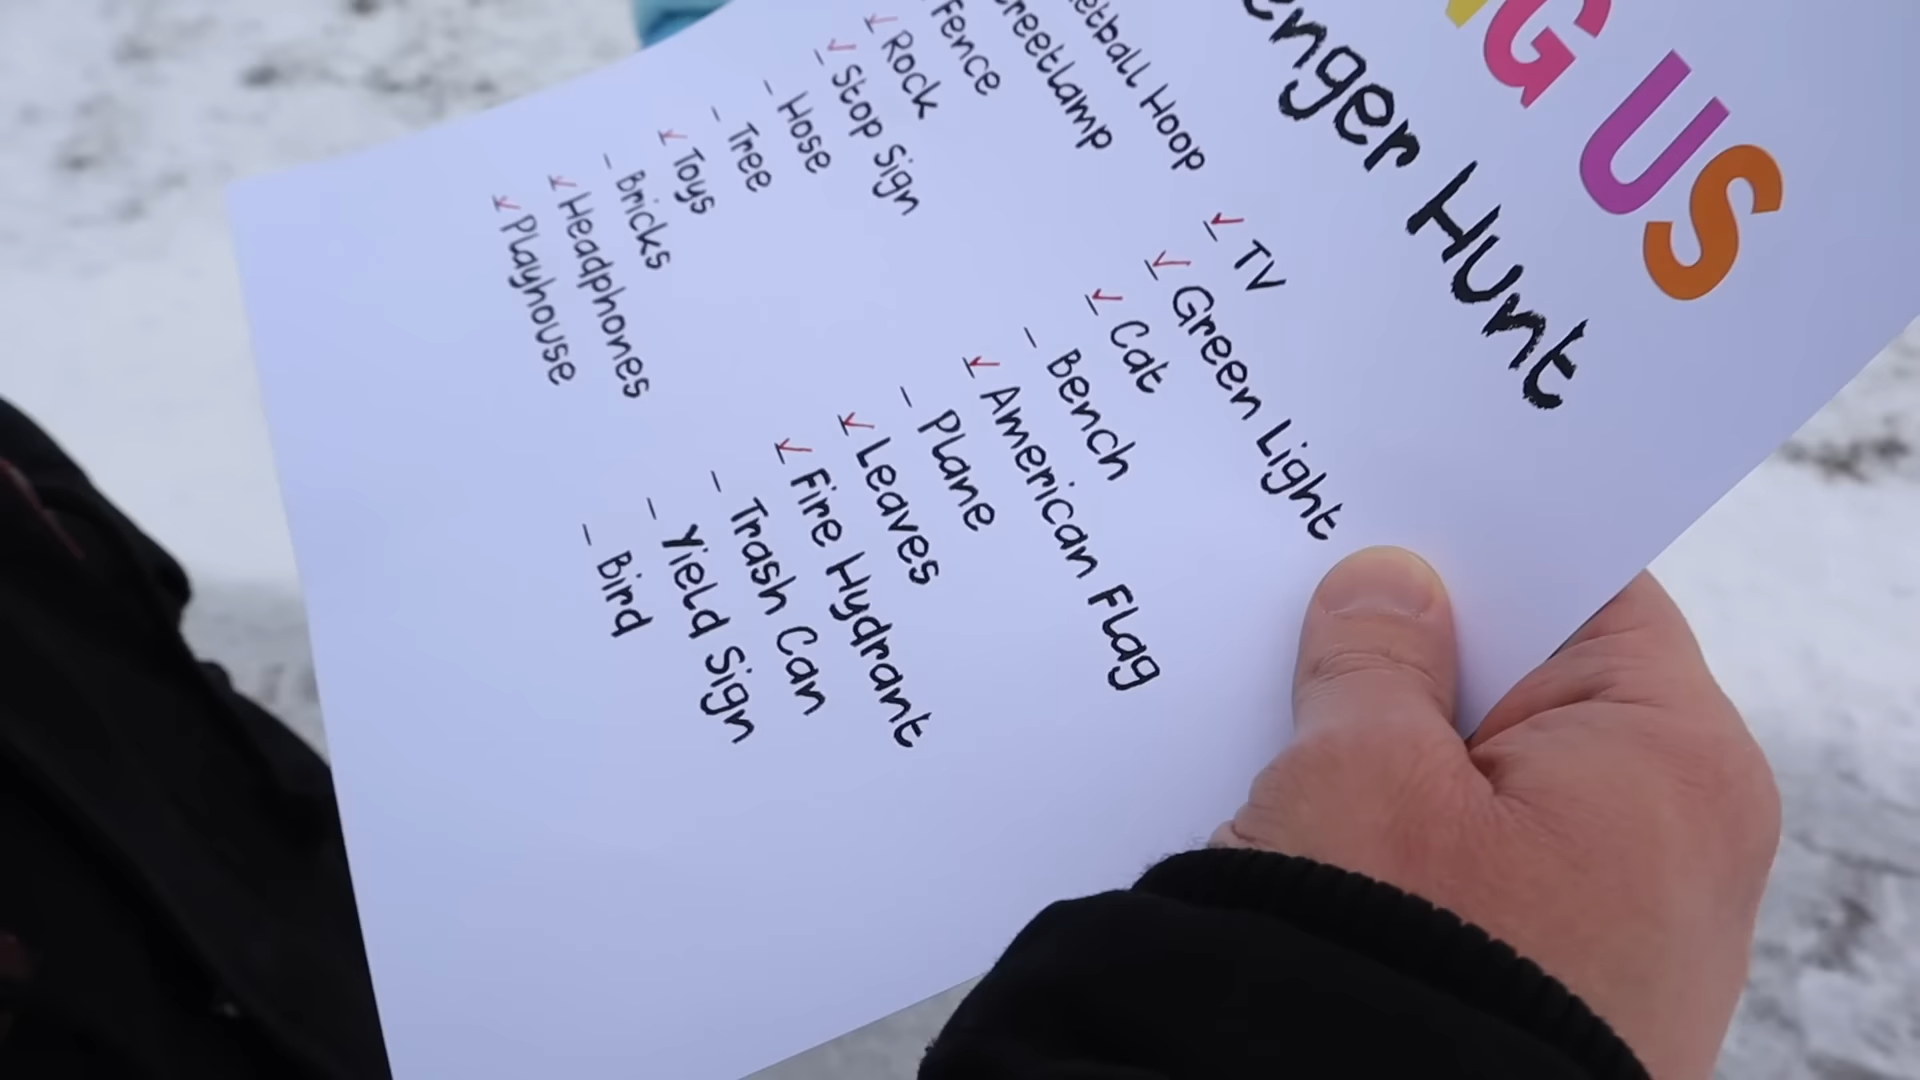 G US
enger Hunt
etball Hoop
reetlamp
Fence
✓ Rock
✓ Stop Sign
- Hose
- Tree
✓ Toys
- Bricks
✓ Headphones
✓ Playhouse
✓ TV
✓ Green Light
✓ Cat
- Bench
✓ American Flag
- Plane
✓ Leaves
✓ Fire Hydrant
- Trash Can
- Yield Sign
- Bird